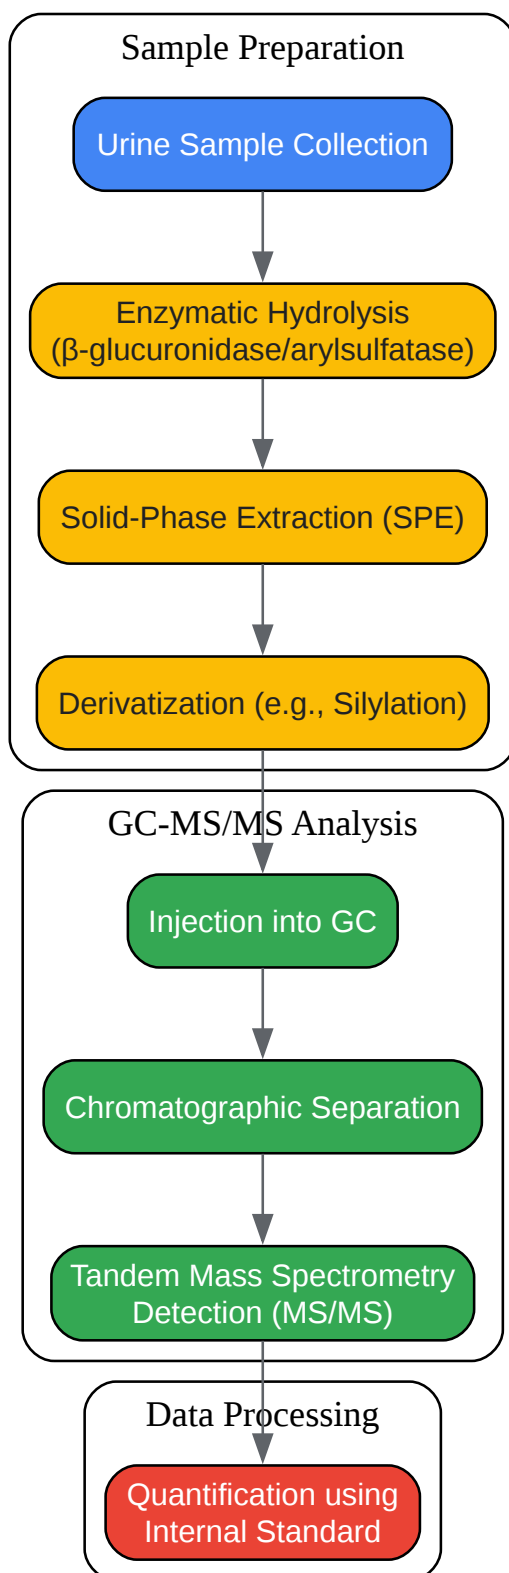 Sample Preparation
Urine Sample Collection
Enzymatic Hydrolysis
(β-glucuronidase/arylsulfatase)
Solid-Phase Extraction (SPE)
Derivatization (e.g., Silylation)
GC-MS/MS Analysis
Injection into GC
Chromatographic Separation
Tandem Mass Spectrometry
Detection (MS/MS)
Data Processing
Quantification using
Internal Standard